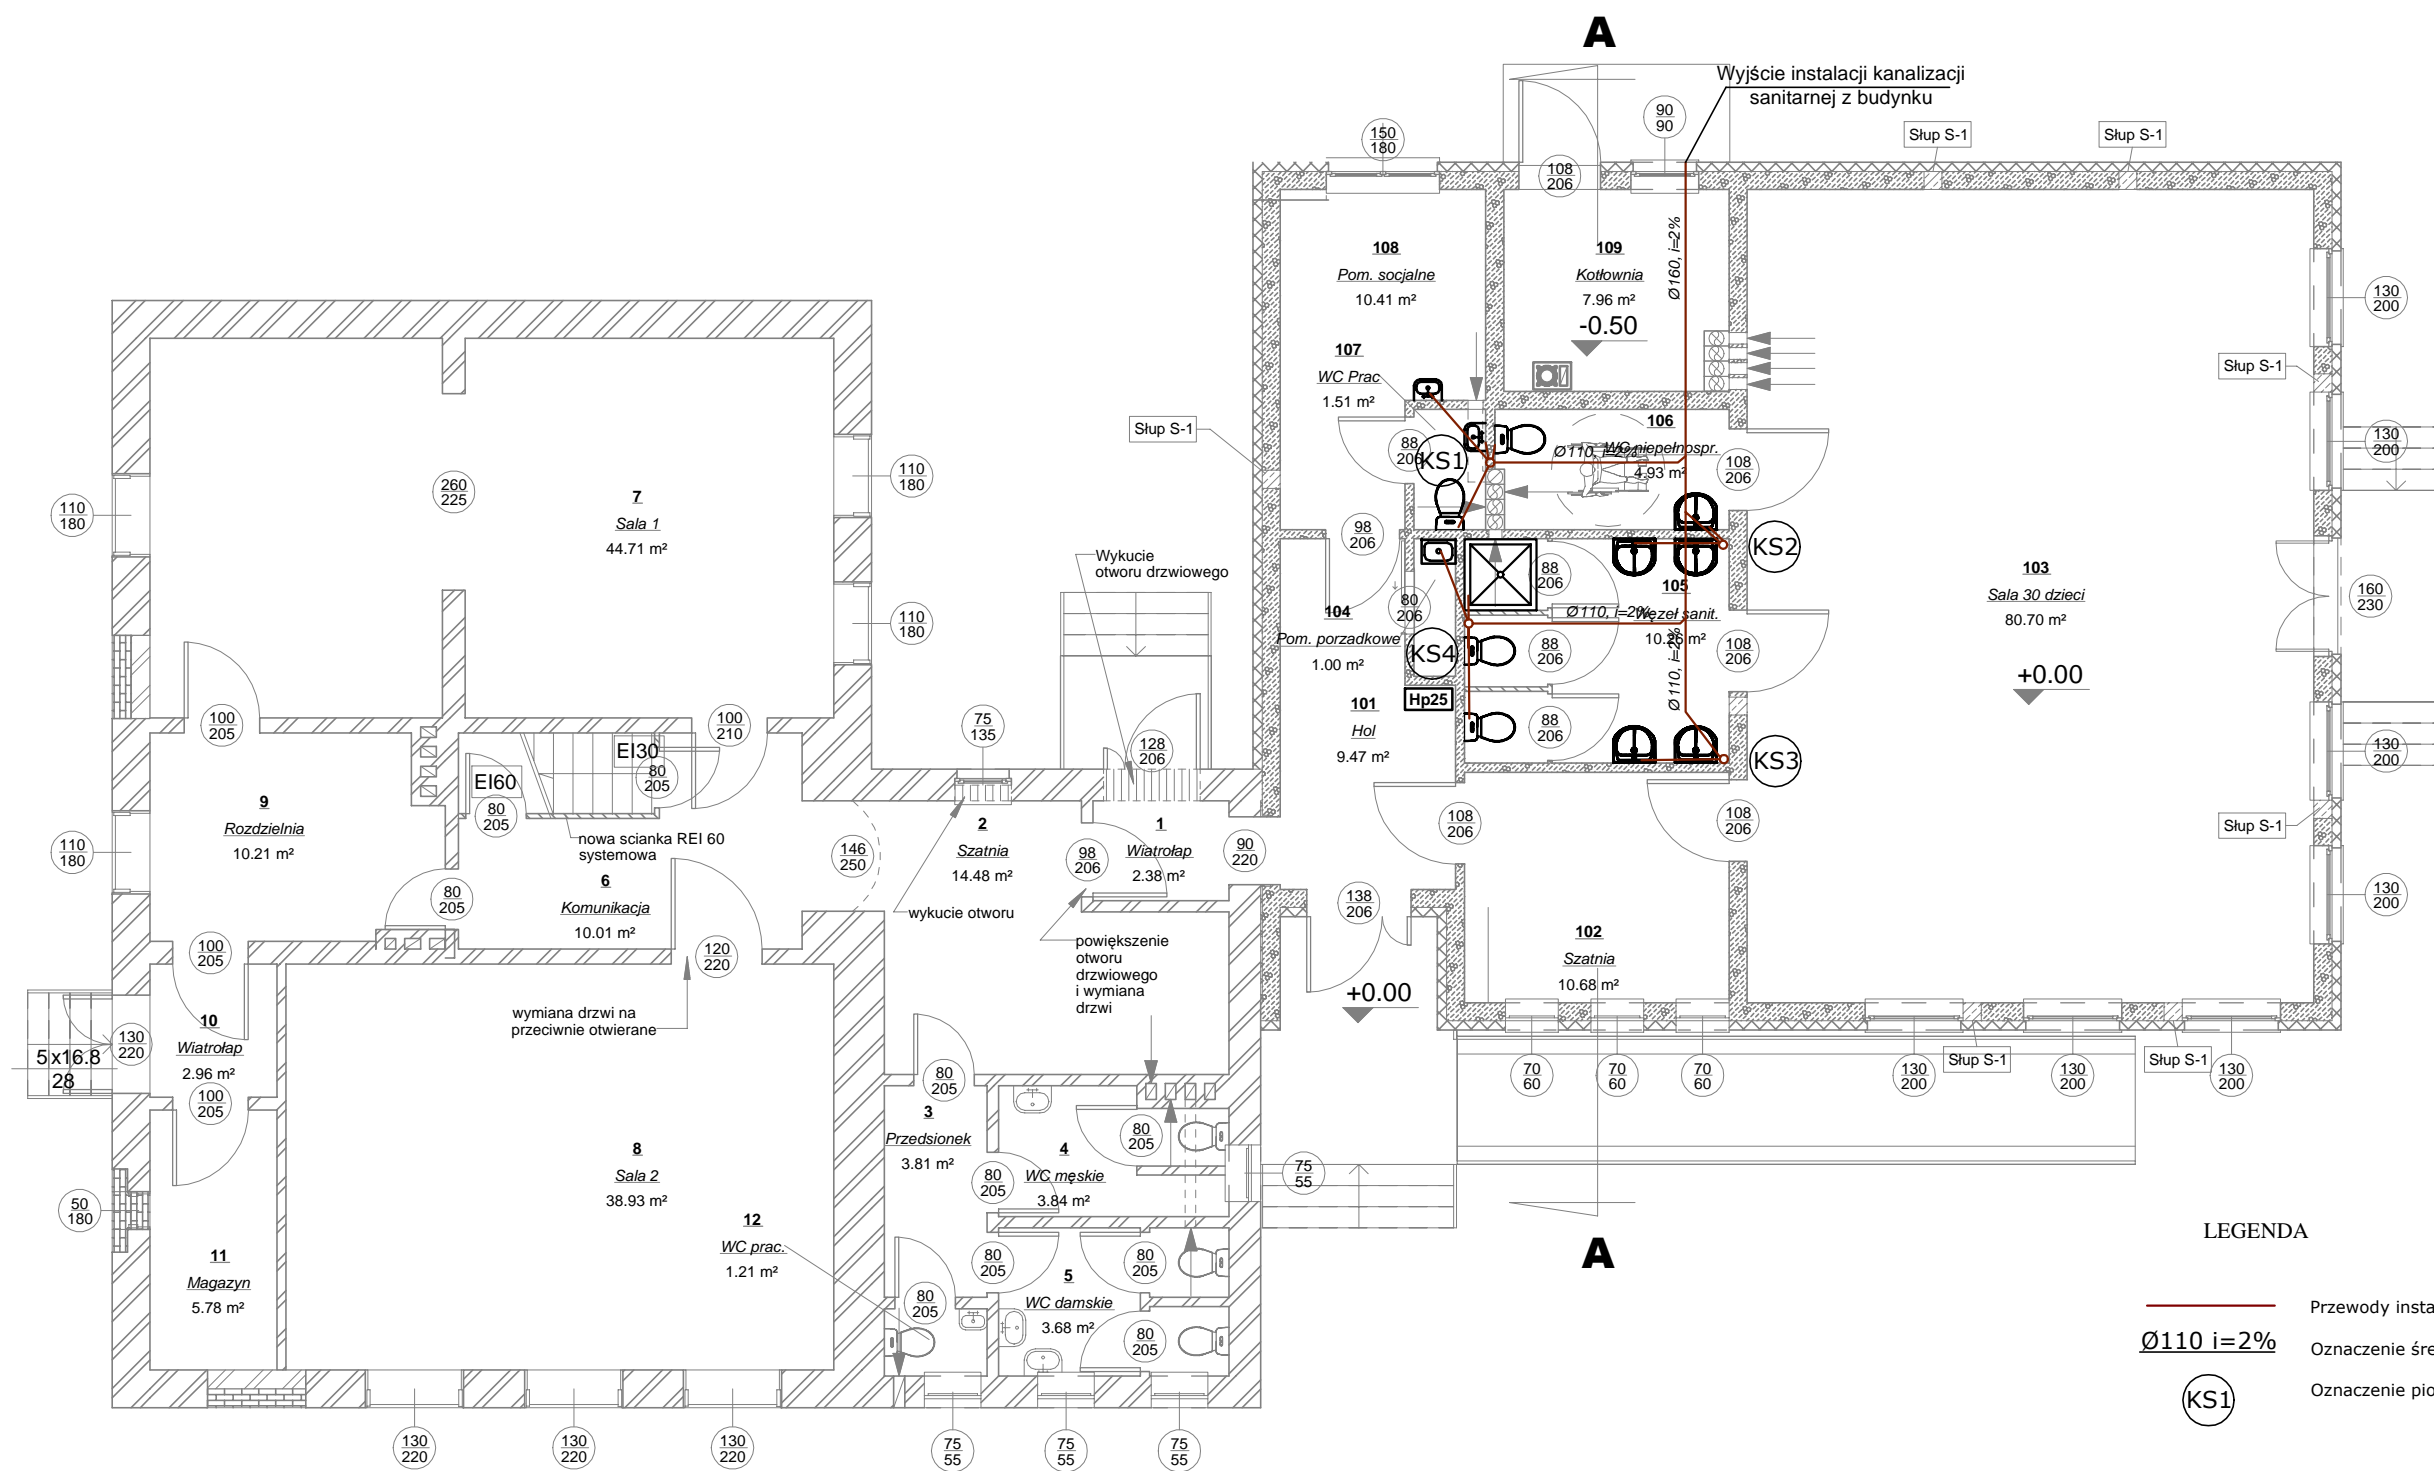 A
Wyjście instalacji kanalizacji
sanitarnej z budynku
90
90
150
180
108
206
Słup S-1
Słup S-1
108
Pom. socjalne
10.41 m²
109
Kotłownia
7.96 m²
-0.50
Ø160, i=2%
130
200
107
WC Prac
1.51 m²
Słup S-1
Słup S-1
106
WC niepełnospr.
4.93 m²
Ø110, i=2%
88
206
KS1
108
206
130
200
260
225
110
180
110
180
7
Sala 1
44.71 m²
98
206
KS2
Wykucie
otworu drzwiowego
88
206
105
Węzeł sanit.
10.26 m²
Ø110, i=2%
Ø110, i=2%
103
Sala 30 dzieci
80.70 m²
+0.00
160
230
110
180
80
206
104
Pom. porzadkowe
1.00 m²
KS4
88
206
108
206
Hp25
101
Hol
9.47 m²
88
206
KS3
130
200
100
205
100
210
75
135
128
206
EI30
80
205
EI60
80
205
9
Rozdzielnia
10.21 m²
nowa scianka REI 60
systemowa
2
Szatnia
14.48 m²
1
Wiatrołap
2.38 m²
108
206
108
206
Słup S-1
110
180
146
250
98
206
90
220
6
Komunikacja
10.01 m²
80
205
wykucie otworu
138
206
130
200
100
205
120
220
powiększenie
otworu
drzwiowego
i wymiana
drzwi
102
Szatnia
10.68 m²
+0.00
wymiana drzwi na
przeciwnie otwierane
10
Wiatrołap
2.96 m²
130
220
5x16.8
28
100
205
80
205
70
60
70
60
70
60
130
200
Słup S-1
130
200
Słup S-1
130
200
3
Przedsionek
3.81 m²
80
205
4
WC męskie
3.84 m²
80
205
75
55
8
Sala 2
38.93 m²
50
180
12
WC prac.
1.21 m²
11
Magazyn
5.78 m²
80
205
80
205
5
WC damskie
3.68 m²
80
205
80
205
A
LEGENDA
Przewody insta
Ø110 i=2%
Oznaczenie śre
KS1
Oznaczenie pio
130
220
130
220
130
220
75
55
75
55
75
55